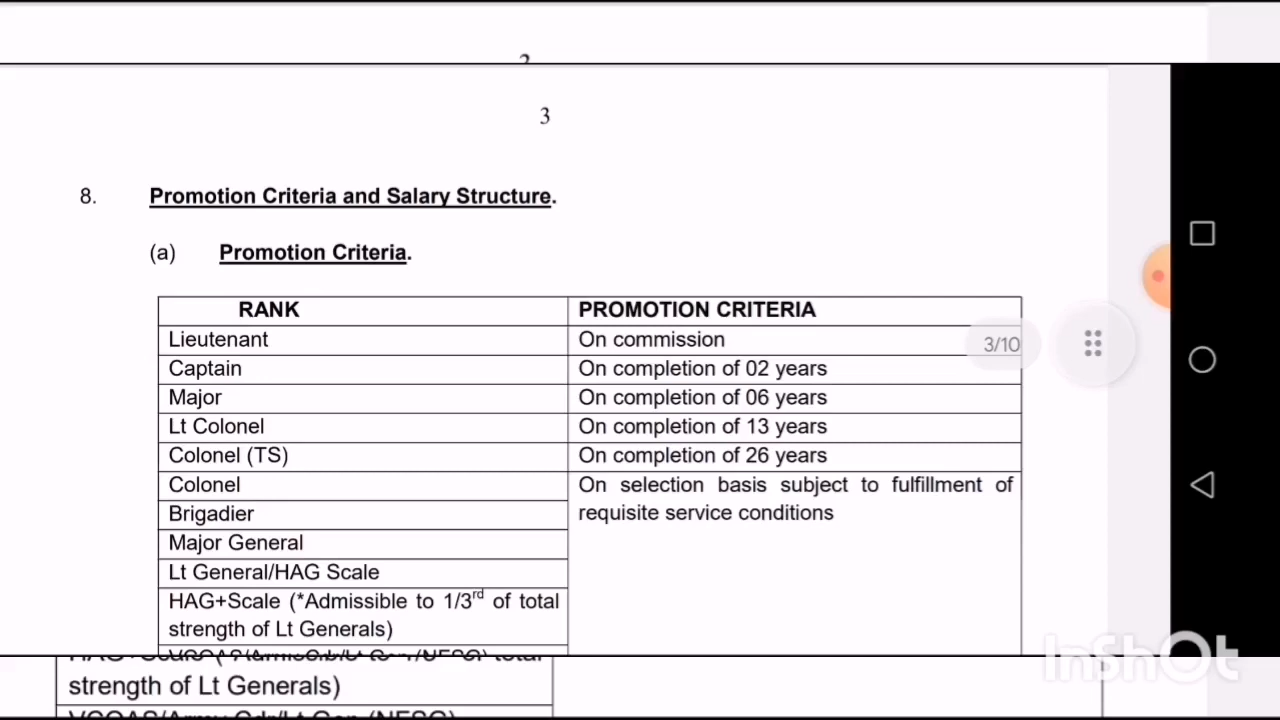 3
8. Promotion Criteria and Salary Structure.
(a) Promotion Criteria.
RANK PROMOTION CRITERIA
Lieutenant On commission
3/10
Captain On completion of 02 years
Major On completion of 06 years
Lt Colonel On completion of 13 years
Colonel (TS) On completion of 26 years
Colonel On selection basis subject to fulfillment of
Brigadier requisite service conditions
Major General
Lt General/HAG Scale
HAG+Scale (*Admissible to 1/3rd of total
strength of Lt Generals)
strength of Lt Generals)
InShOt